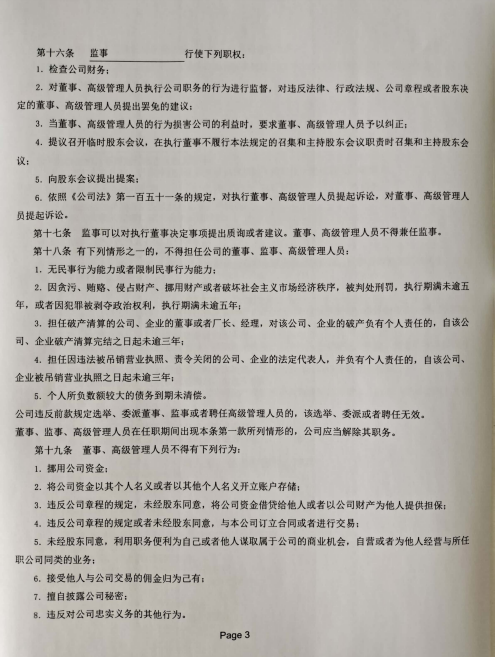 第十六条 监事 行使下列职权：
1．检查公司财务；
2．对董事、高级管理人员执行公司职务的行为进行监督，对违反法律、行政法规、公司章程或者股东决
定的董事、高级管理人员提出罢免的建议；
3．当董事、高级管理人员的行为损害公司的利益时，要求董事、高级管理人员予以纠正；
4．提议召开临时股东会议，在执行董事不履行本法规定的召集和主持股东会议职责时召集和主持股东会
议；
5．向股东会议提出提案；
6．依照《公司法》第一百五十一条的规定，对执行董事、高级管理人员提起诉讼，对董事、高级管理人
员提起诉讼。
第十七条 监事可以对执行董事决定事项提出质询或者建议。董事、高级管理人员不得兼任监事。
第十八条 有下列情形之一的，不得担任公司的董事、监事、高级管理人员：
1．无民事行为能力或者限制民事行为能力；
2．因贪污、贿赂、侵占财产、挪用财产或者破坏社会主义市场经济秩序，被判处刑罚，执行期满未逾五
年，或者因犯罪被剥夺政治权利，执行期满未逾五年；
3．担任破产清算的公司、企业的董事或者厂长、经理，对该公司、企业的破产负有个人责任的，自该公
司、企业破产清算完结之日起未逾三年；
4．担任因违法被吊销营业执照、责令关闭的公司、企业的法定代表人，并负有个人责任的，自该公司、
企业被吊销营业执照之日起未逾三年；
5．个人所负数额较大的债务到期未清偿。
公司违反前款规定选举、委派董事、监事或者聘任高级管理人员的，该选举、委派或者聘任无效。
董事、监事、高级管理人员在任职期间出现本条第一款所列情形的，公司应当解除其职务。
第十九条 董事、高级管理人员不得有下列行为：
1．挪用公司资金；
2．将公司资金以其个人名义或者以其他个人名义开立账户存储；
3．违反公司章程的规定，未经股东同意，将公司资金借贷给他人或者以公司财产为他人提供担保；
4．违反公司章程的规定或者未经股东同意，与本公司订立合同或者进行交易；
5．未经股东同意，利用职务便利为自己或者他人谋取属于公司的商业机会，自营或者为他人经营与所任
职公司同类的业务；
6．接受他人与公司交易的佣金归为己有；
7．擅自披露公司秘密；
8．违反对公司忠实义务的其他行为。
Page 3